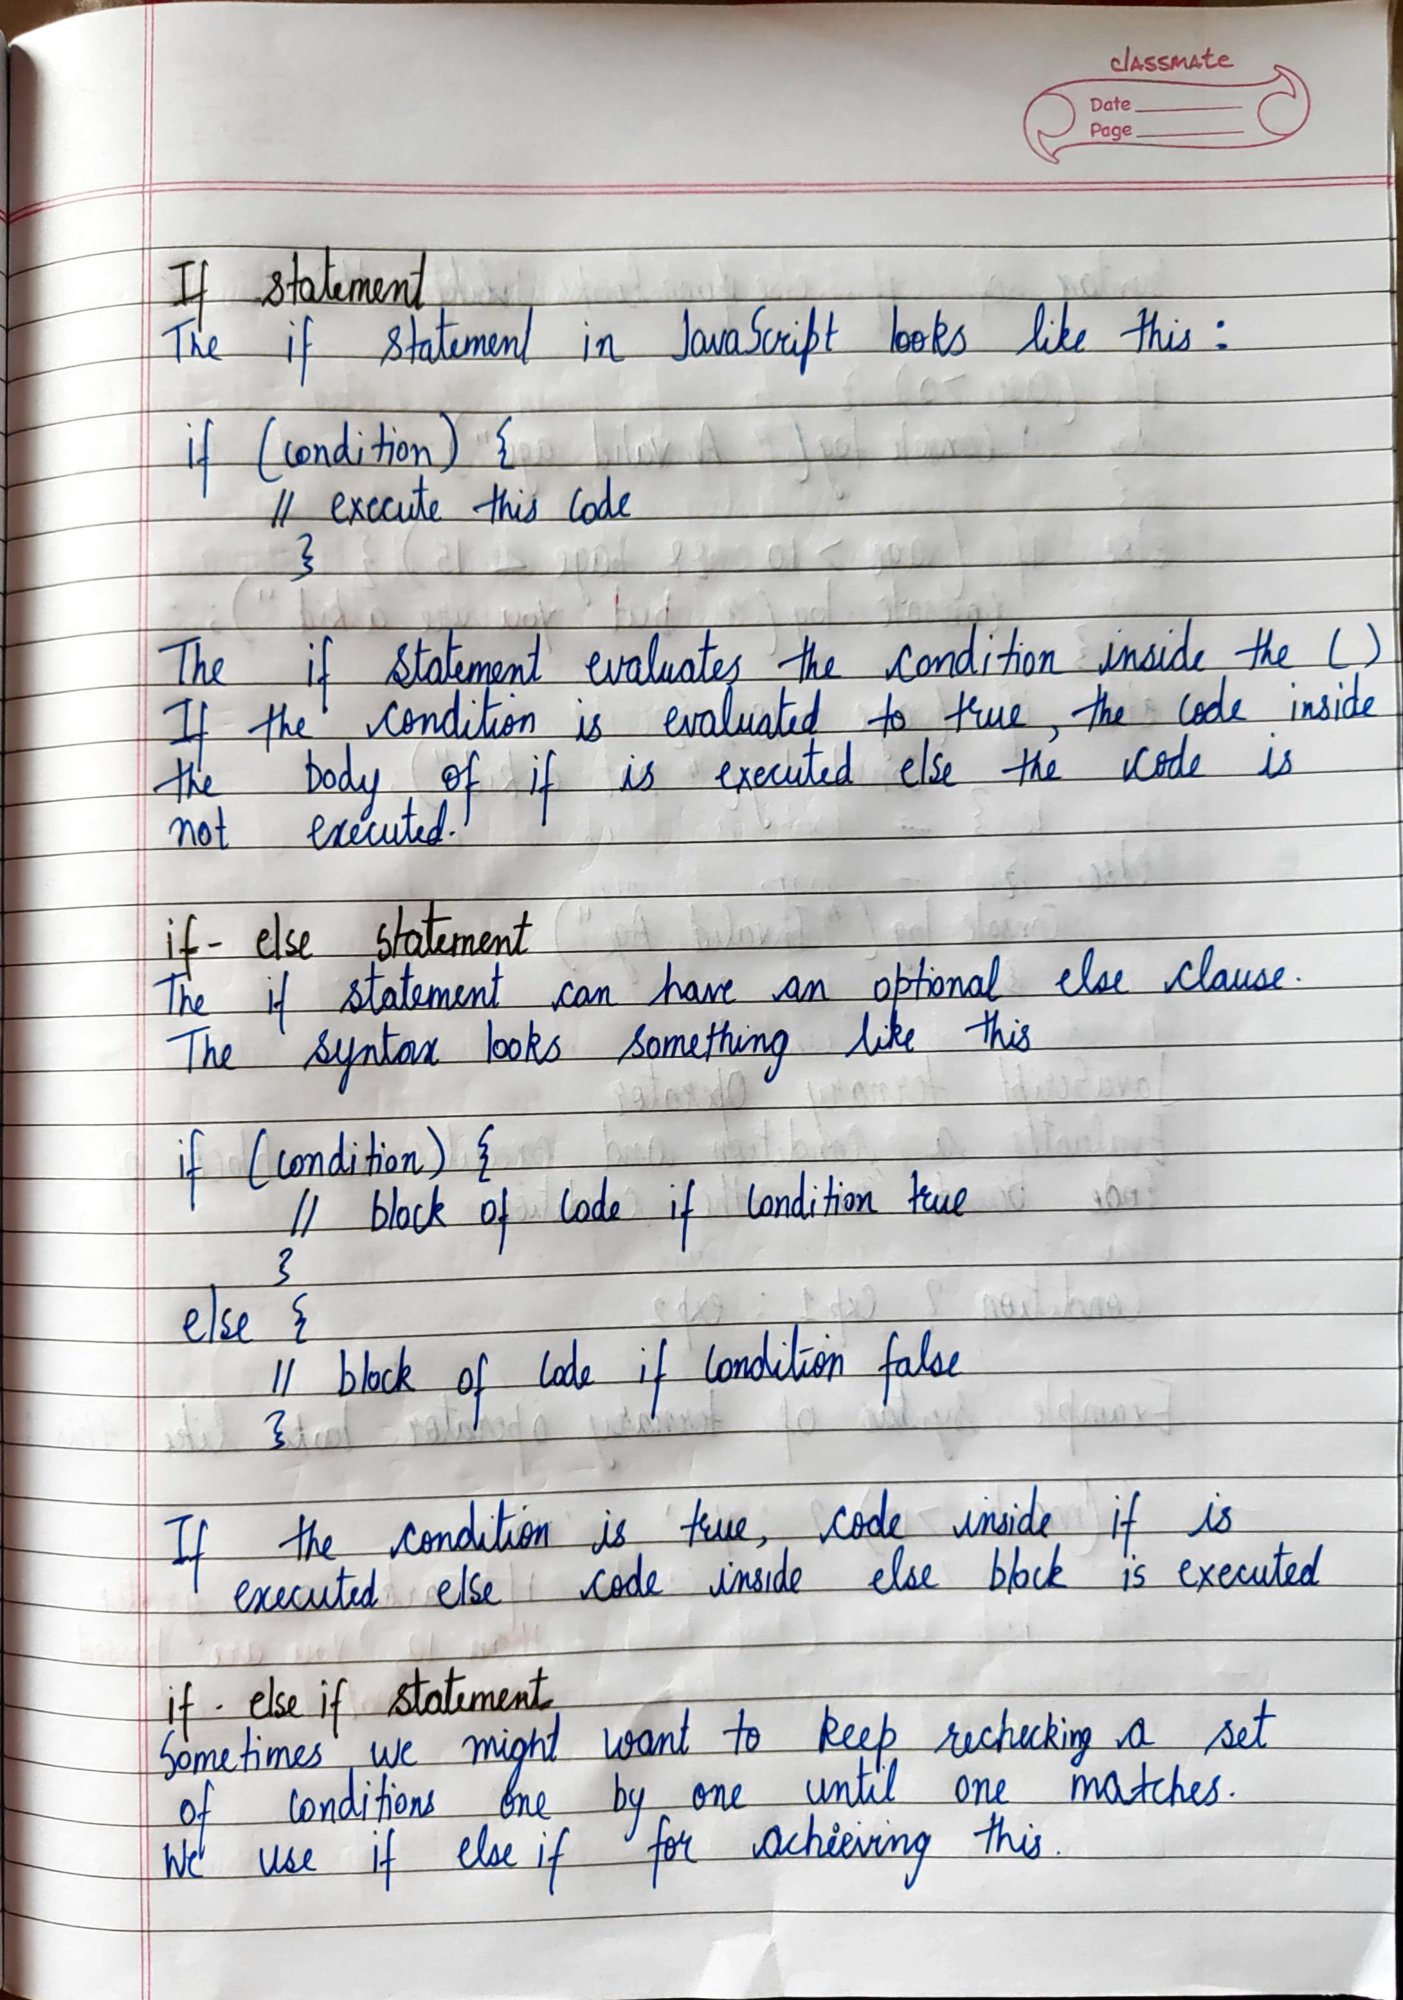 classmate
Date
Page
If statement
The if statement in JavaScript looks like this :
if (condition) {
// execute this code
}
The if statement evaluates the condition inside the ( )
If the condition is evaluated to true, the code inside
the body of if is executed else the code is
not executed.
if - else statement
The if statement can have an optional else clause.
The syntax looks something like this
if (condition) {
// block of code if condition true
}
else {
// block of code if condition false
}
If the condition is true, code inside if is
executed else code inside else block is executed
if - else if statement
Sometimes we might want to keep rechecking a set
of conditions one by one until one matches.
We use if else if for achieving this.